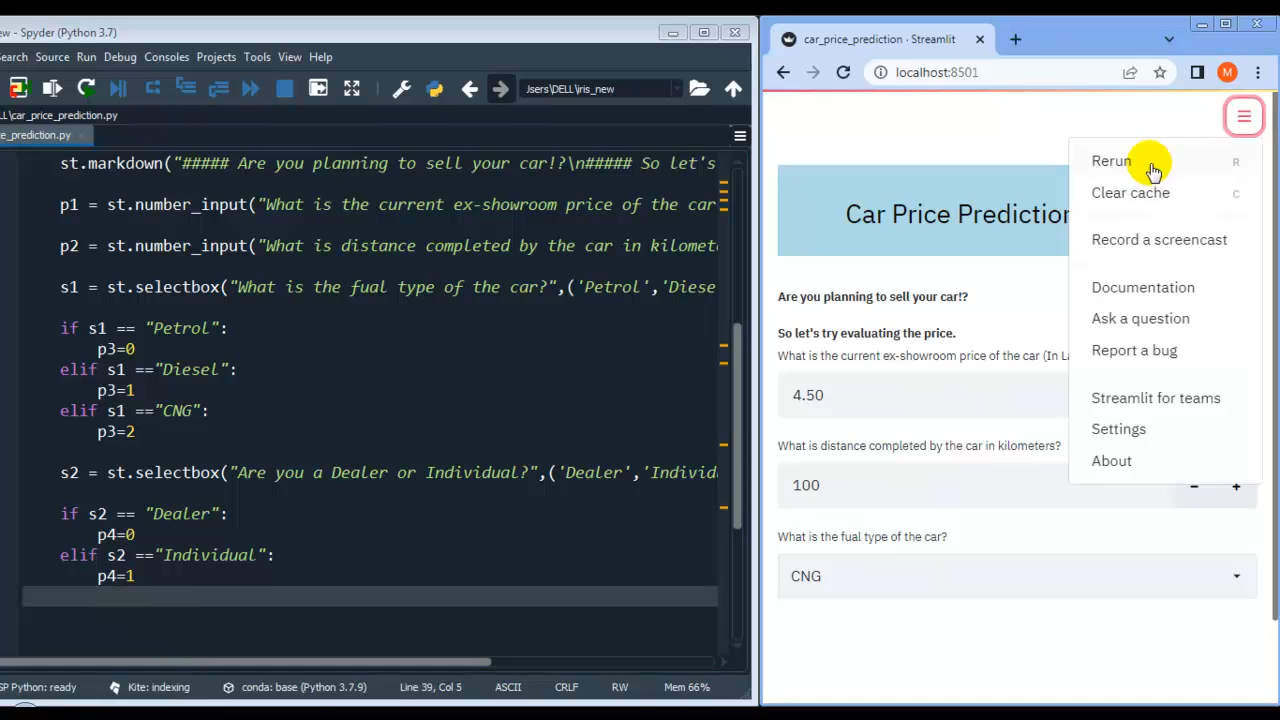 ew - Spyder (Python 3.7)
Search Source Run Debug Consoles Projects Tools View Help
Jsers\DELL\iris_new
LL\car_price_prediction.py
ce_prediction.py
st.markdown("##### Are you planning to sell your car!?\n##### So let's
p1 = st.number_input("What is the current ex-showroom price of the car
p2 = st.number_input("What is distance completed by the car in kilomete
s1 = st.selectbox("What is the fual type of the car?",('Petrol','Diese
if s1 == "Petrol":
p3=0
elif s1 =="Diesel":
p3=1
elif s1 =="CNG":
p3=2
s2 = st.selectbox("Are you a Dealer or Individual?",('Dealer','Individ
if s2 == "Dealer":
p4=0
elif s2 =="Individual":
p4=1
SP Python: ready Kite: indexing conda: base (Python 3.7.9) Line 39, Col 5 ASCII CRLF RW Mem 66%
car_price_prediction · Streamlit
localhost:8501
M
Rerun R
Clear cache C
Record a screencast
Documentation
Ask a question
Report a bug
Streamlit for teams
Settings
About
Car Price Prediction
Are you planning to sell your car!?
So let's try evaluating the price.
What is the current ex-showroom price of the car (In La
4.50
What is distance completed by the car in kilometers?
100
What is the fual type of the car?
CNG